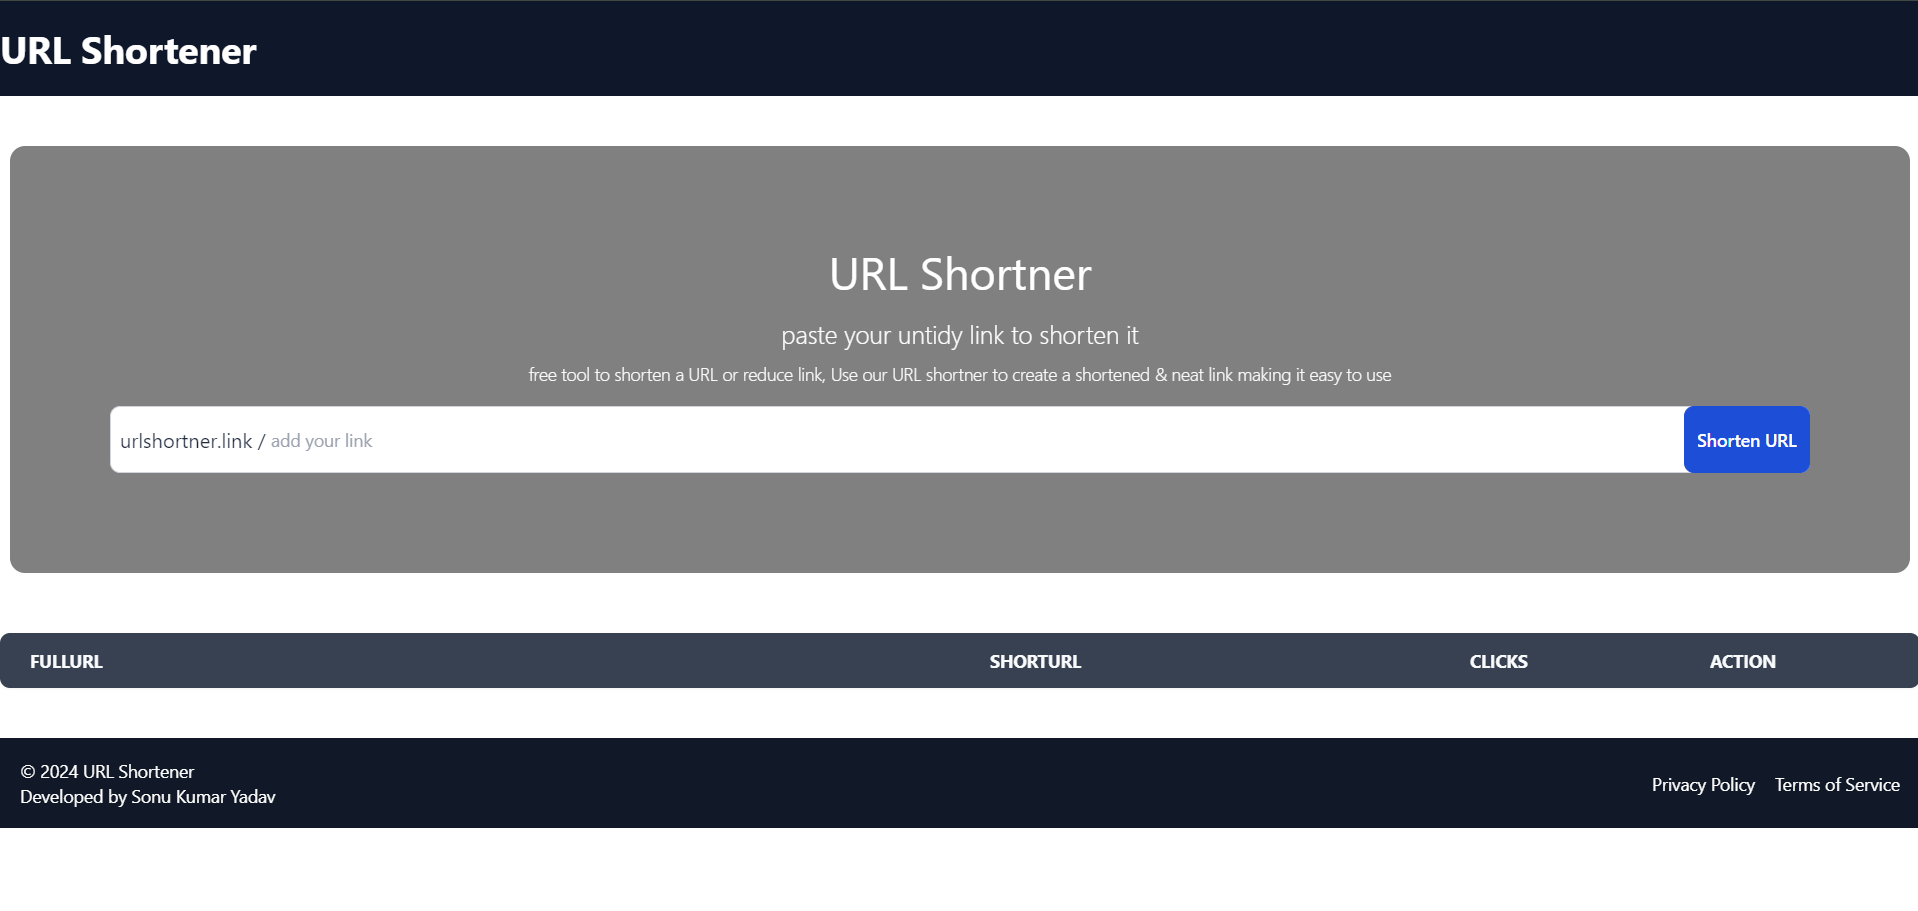 URL Shortener
URL Shortner
paste your untidy link to shorten it
free tool to shorten a URL or reduce link, Use our URL shortner to create a shortened & neat link making it easy to use
urlshortner.link / add your link
Shorten URL
FULLURL SHORTURL CLICKS ACTION
© 2024 URL Shortener
Developed by Sonu Kumar Yadav
Privacy Policy Terms of Service